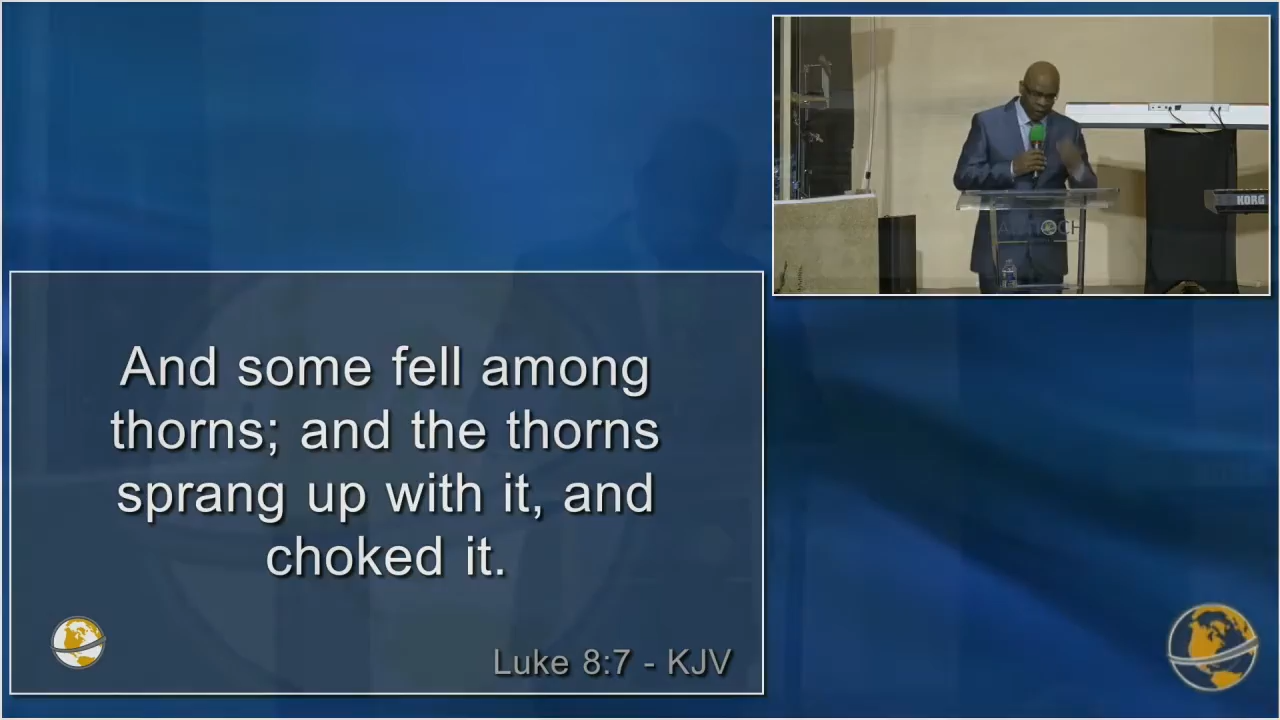 And some fell among
thorns; and the thorns
sprang up with it, and
choked it.
Luke 8:7 - KJV
KORG
ANTIOCH